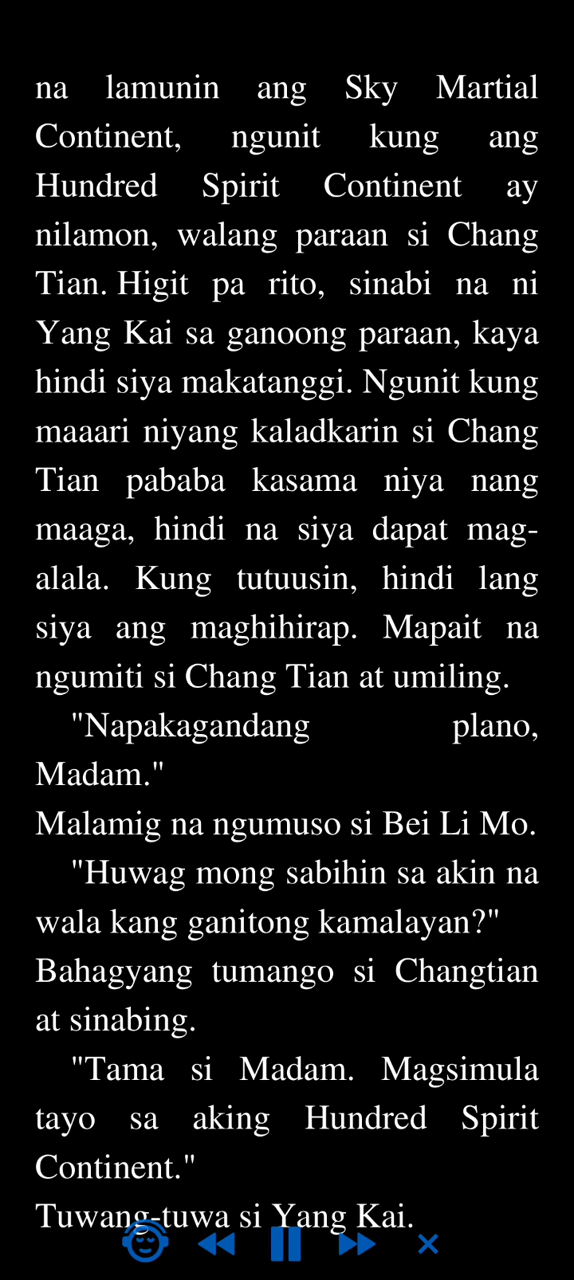 na lamunin ang Sky Martial
Continent, ngunit kung ang
Hundred Spirit Continent ay
nilamon, walang paraan si Chang
Tian. Higit pa rito, sinabi na ni
Yang Kai sa ganoong paraan, kaya
hindi siya makatanggi. Ngunit kung
maaari niyang kaladkarin si Chang
Tian pababa kasama niya nang
maaga, hindi na siya dapat mag-
alala. Kung tutuusin, hindi lang
siya ang maghihirap. Mapait na
ngumiti si Chang Tian at umiling.
"Napakagandang plano,
Madam."
Malamig na ngumuso si Bei Li Mo.
"Huwag mong sabihin sa akin na
wala kang ganitong kamalayan?"
Bahagyang tumango si Changtian
at sinabing.
"Tama si Madam. Magsimula
tayo sa aking Hundred Spirit
Continent."
Tuwang-tuwa si Yang Kai.